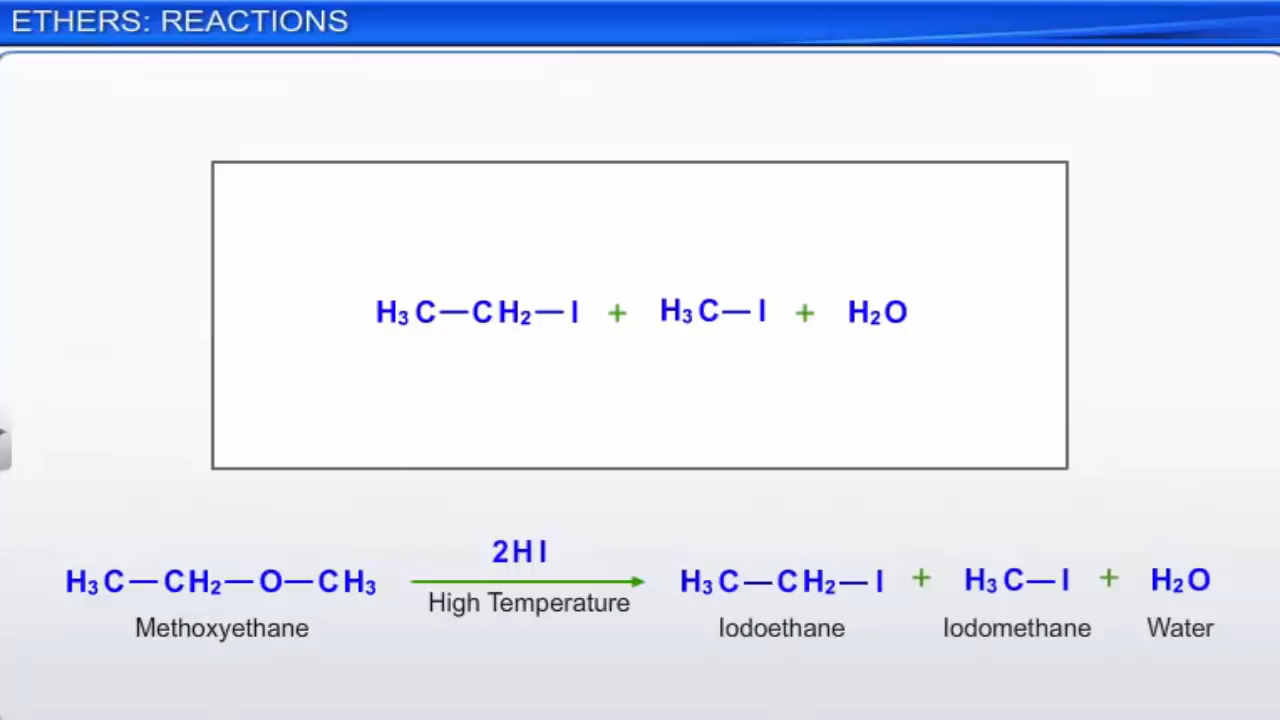 ETHERS: REACTIONS
H₃C—CH₂—I + H₃C—I + H₂O
2HI
H₃C—CH₂—O—CH₃ → H₃C—CH₂—I + H₃C—I + H₂O
High Temperature
Methoxyethane Iodoethane Iodomethane Water